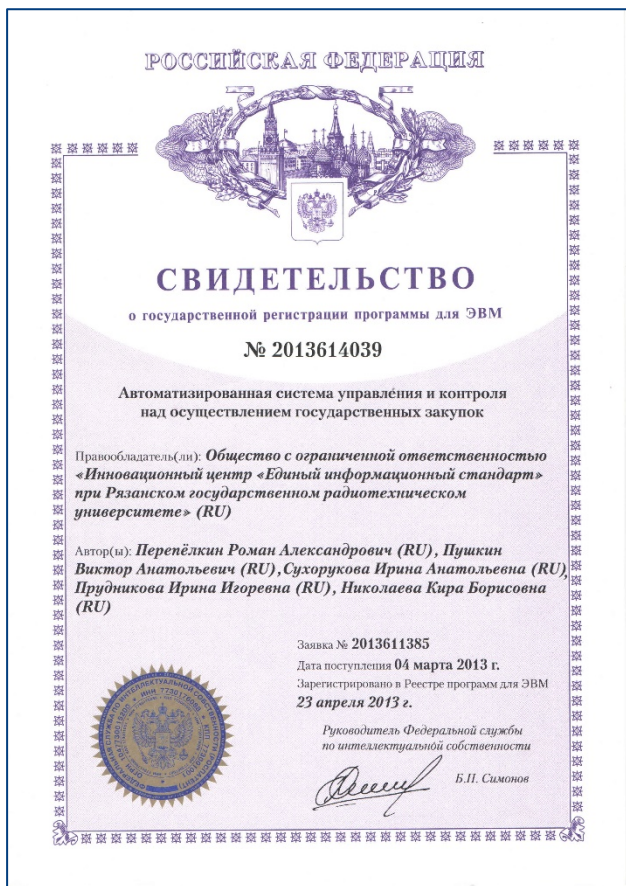 РОССИЙСКАЯ ФЕДЕРАЦИЯ
СВИДЕТЕЛЬСТВО
о государственной регистрации программы для ЭВМ
№ 2013614039
Автоматизированная система управления и контроля
над осуществлением государственных закупок
Правообладатель(ли): Общество с ограниченной ответственностью
«Инновационный центр «Единый информационный стандарт»
при Рязанском государственном радиотехническом
университете» (RU)
Автор(ы): Перепёлкин Роман Александрович (RU), Пушкин
Виктор Анатольевич (RU),Сухорукова Ирина Анатольевна (RU),
Прудникова Ирина Игоревна (RU), Николаева Кира Борисовна
(RU)
Заявка № 2013611385
Дата поступления 04 марта 2013 г.
Зарегистрировано в Реестре программ для ЭВМ
23 апреля 2013 г.
Руководитель Федеральной службы
по интеллектуальной собственности
Б.П. Симонов